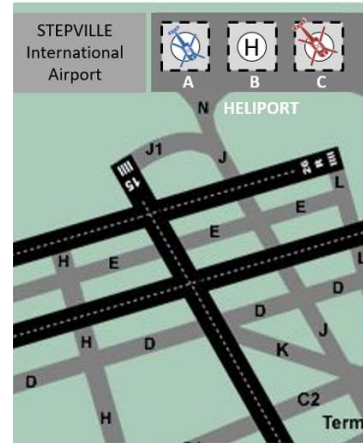 STEPVILLE
International
Airport
H
A
B
C
N
HELIPORT
J1
J
15
26
R
L
E
E
H
E
L
D
D
H
D
J
K
D
C2
H
Term